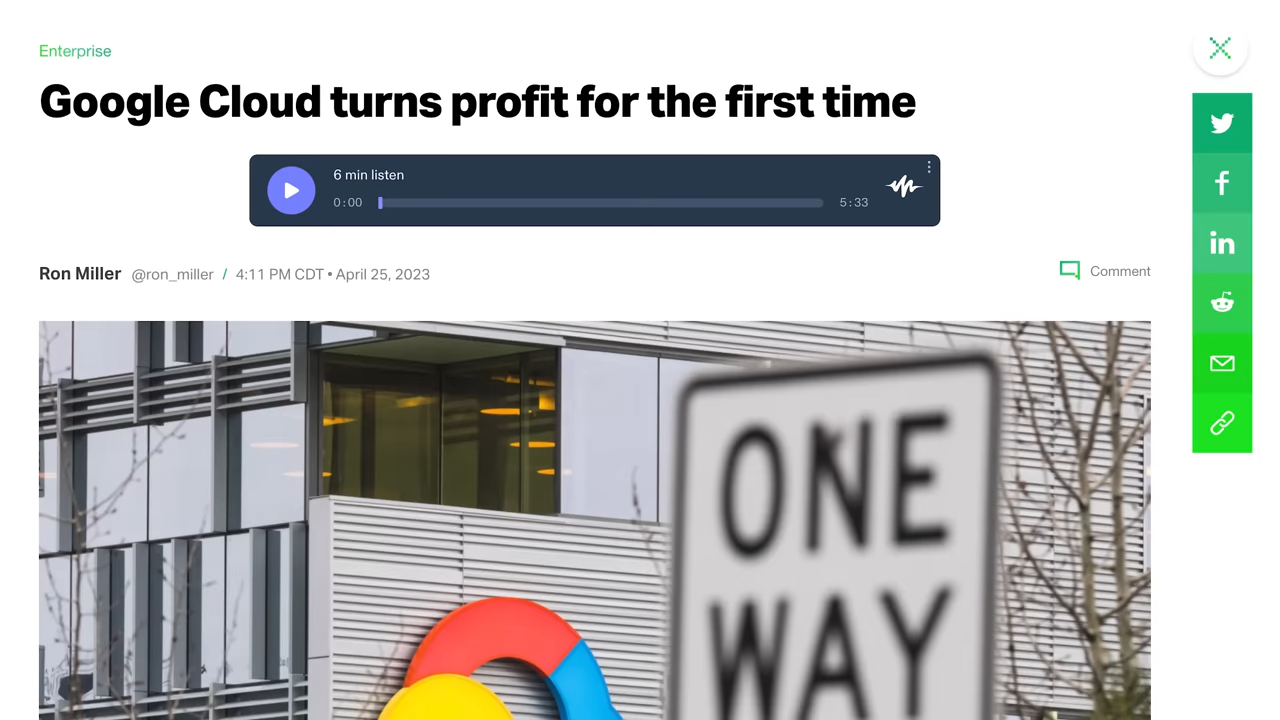 Enterprise
Google Cloud turns profit for the first time
6 min listen
0:00 5:33
Ron Miller @ron_miller / 4:11 PM CDT • April 25, 2023
Comment
ONE
WAY